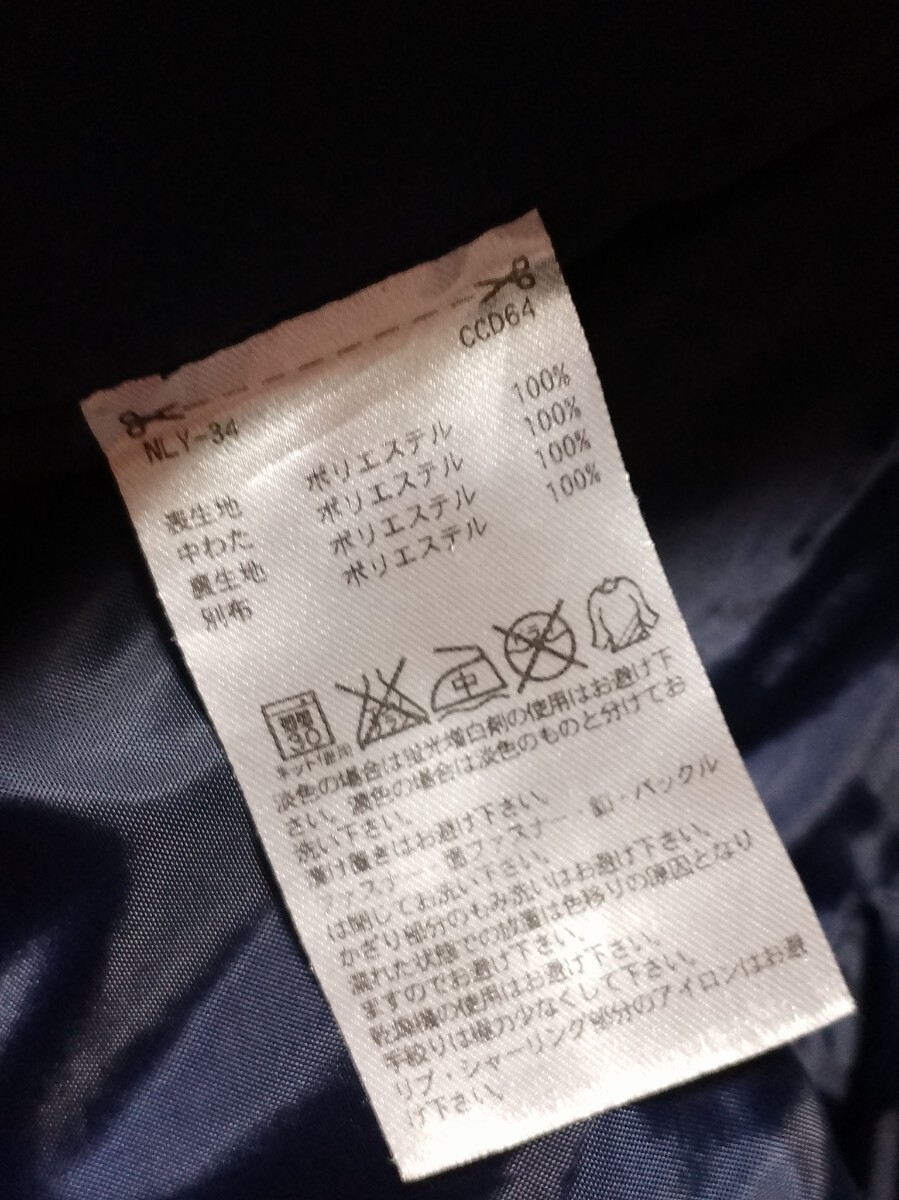 CCD64
NLY-34
表生地 ポリエステル 100%
中わた ポリエステル 100%
裏生地 ポリエステル 100%
別布 ポリエステル 100%
30 中
ネット使用
淡色の場合は蛍光増白剤の使用はお避け下
さい。濃色の場合は淡色のものと分けてお
洗い下さい。
漬け置きはお避け下さい。
ファスナー・面ファスナー・釦・バックル
は閉じてお洗い下さい。
かざり部分のもみ洗いはお避け下さい。
濡れた状態での放置は色移りの原因となり
ますのでお避け下さい。
乾燥機の使用はお避け下さい。
手絞りは極力少なくして下さい。
リブ・シャーリング部分のアイロンはお避
け下さい。